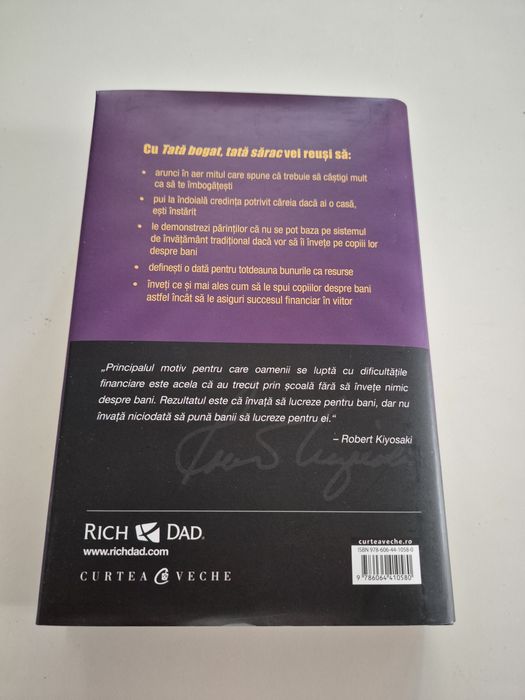 Cu Tată bogat, tată sărac vei reuși să:
• arunci în aer mitul care spune că trebuie să câștigi mult
ca să te îmbogățești
• pui la îndoială credința potrivit căreia dacă ai o casă,
ești înstărit
• le demonstrezi părinților că nu se pot baza pe sistemul
de învățământ tradițional dacă vor să îi învețe pe copiii lor
despre bani
• definești o dată pentru totdeauna bunurile ca resurse
• înveți ce și mai ales cum să le spui copiilor despre bani
astfel încât să le asiguri succesul financiar în viitor
„Principalul motiv pentru care oamenii se luptă cu dificultățile
financiare este acela că au trecut prin școală fără să învețe nimic
despre bani. Rezultatul este că învață să lucreze pentru bani, dar nu
învață niciodată să pună banii să lucreze pentru ei.“
– Robert Kiyosaki
RICH DAD®
www.richdad.com
CURTEA VECHE
curteaveche.ro
ISBN 978-606-44-1058-0
9 786064 410580